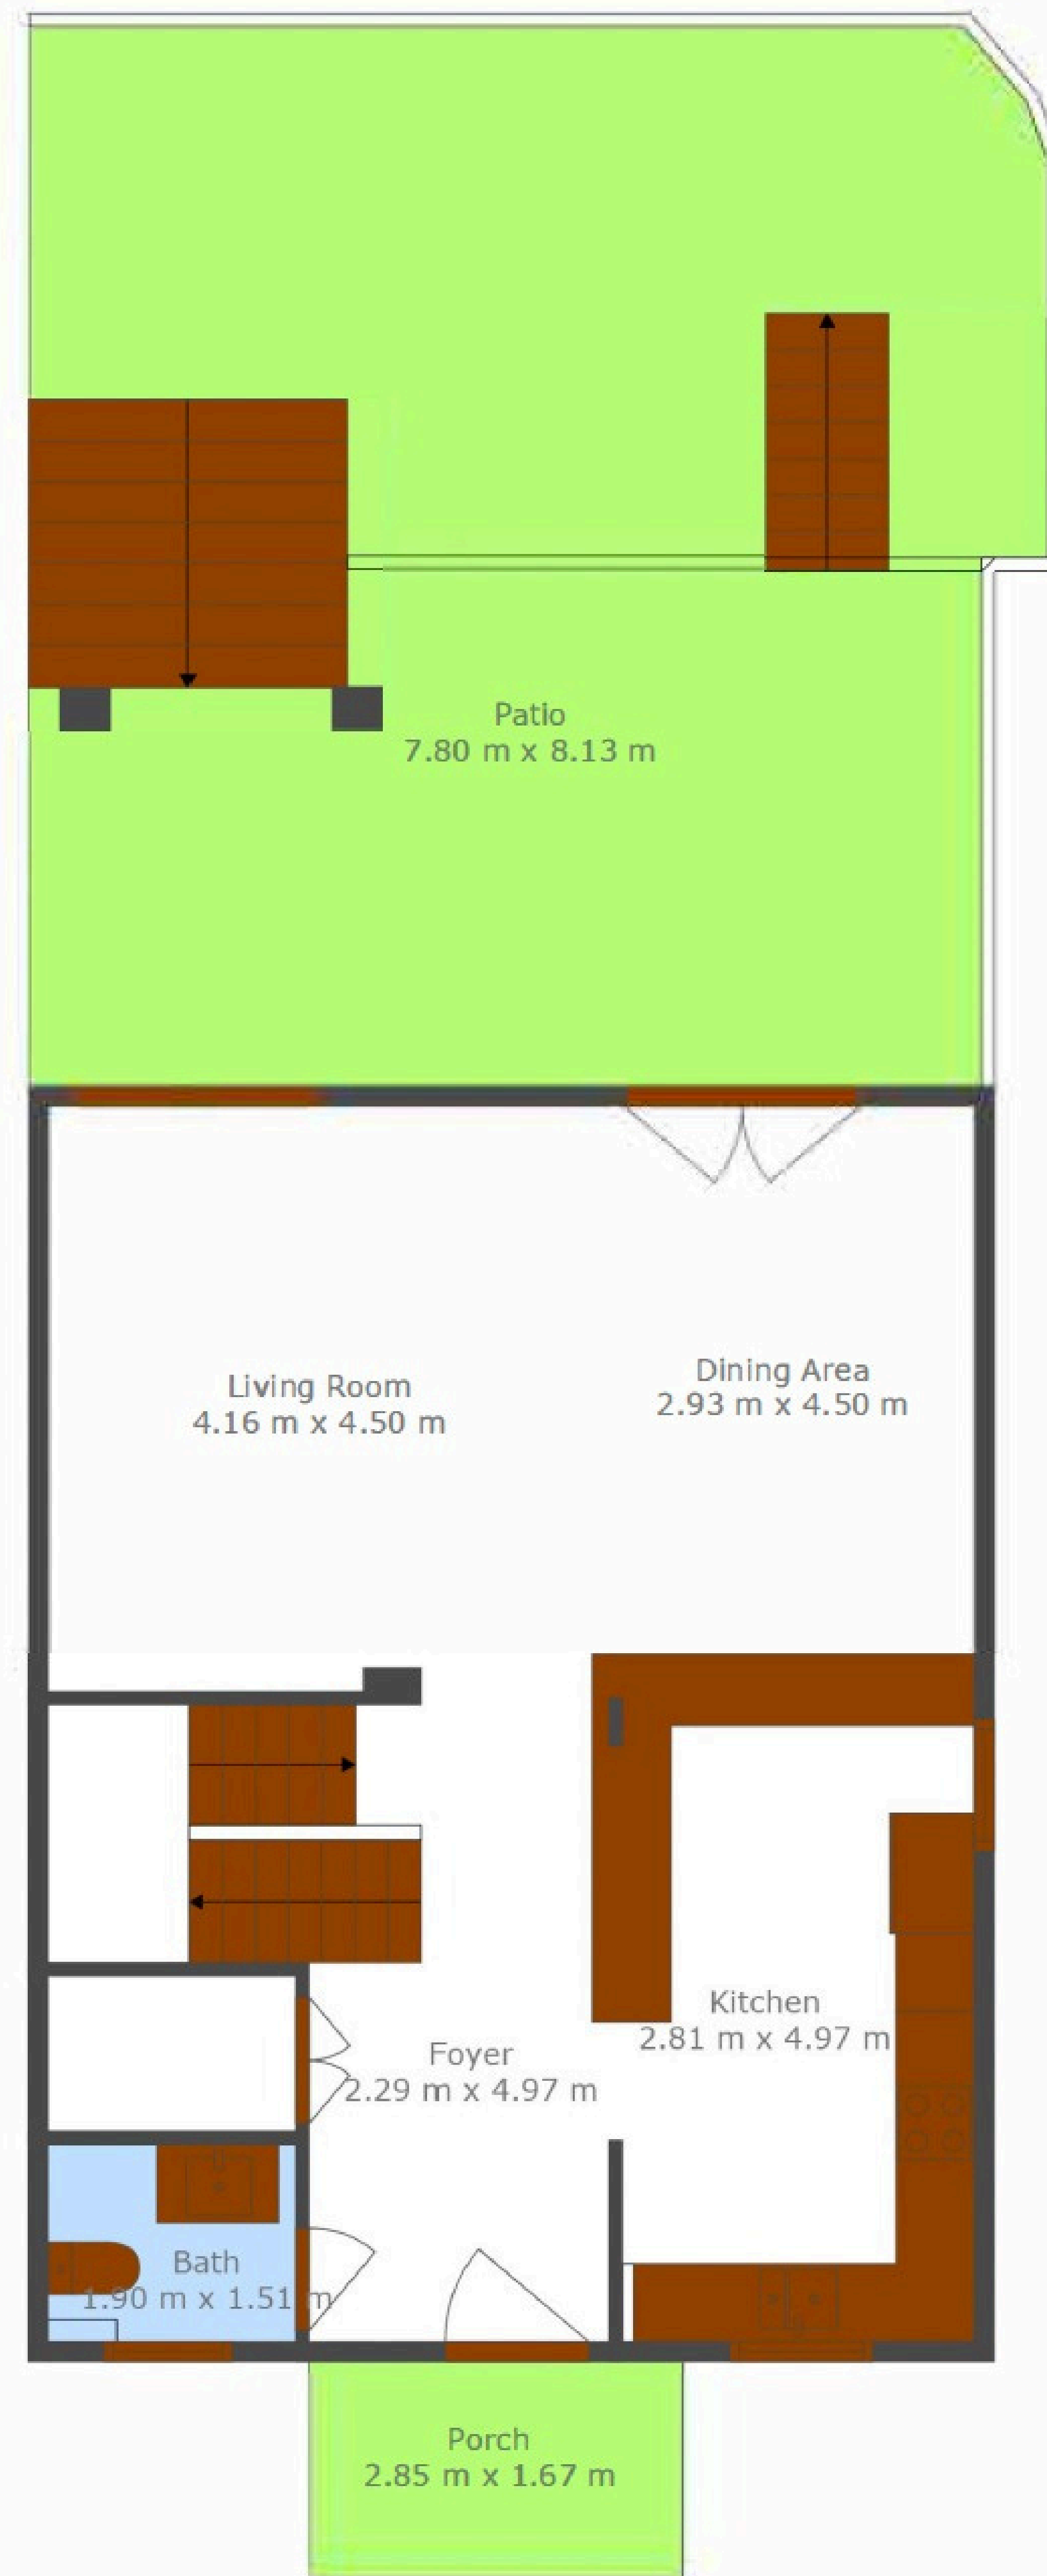 Patio
7.80 m x 8.13 m
Living Room
4.16 m x 4.50 m
Dining Area
2.93 m x 4.50 m
Kitchen
2.81 m x 4.97 m
Foyer
2.29 m x 4.97 m
Bath
1.90 m x 1.51 m
Porch
2.85 m x 1.67 m